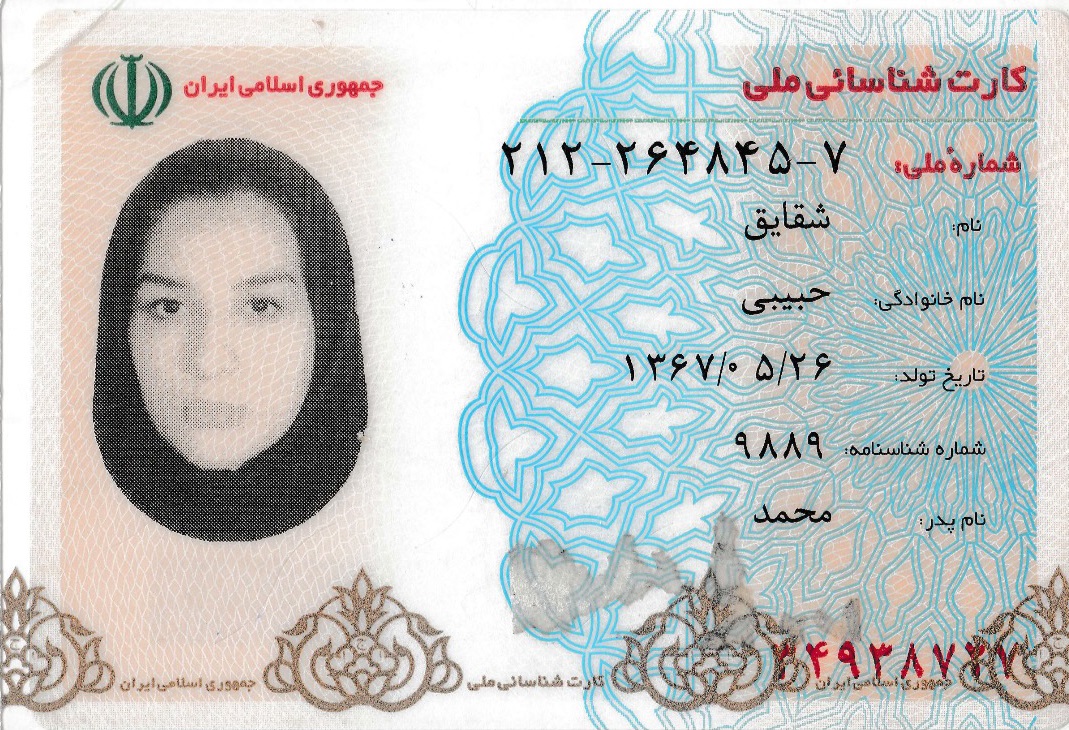 جمهوری اسلامی ایران
کارت شناسائی ملی
شماره ملی: ۲۱۲-۲۶۴۸۴۵-۷
نام: شقایق
نام خانوادگی: حبیبی
تاریخ تولد: ۱۳۶۷/۰۵/۲۶
شماره شناسنامه: ۹۸۸۹
نام پدر: محمد
جمهوری اسلامی ایران
کارت شناسائی ملی
جمهوری اسلامی ایران